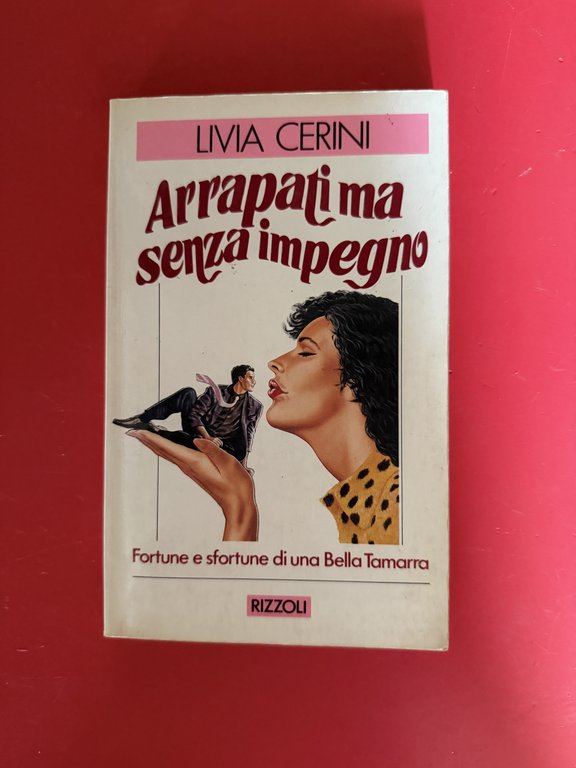 LIVIA CERINI
Arrapati ma
senza impegno
Fortune e sfortune di una Bella Tamarra
RIZZOLI